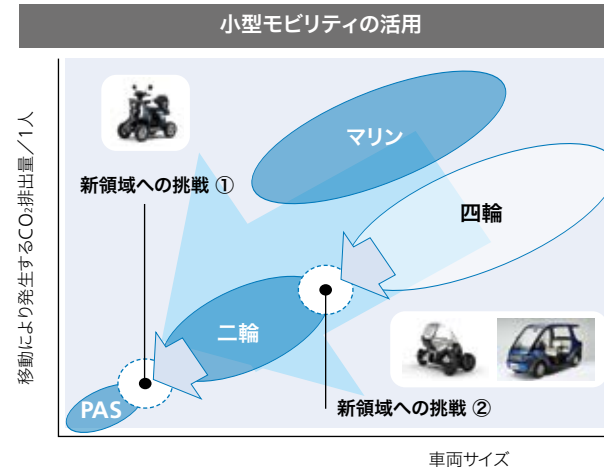 小型モビリティの活用
移動により発生するCO₂排出量／1人
マリン
新領域への挑戦 ①
四輪
二輪
PAS
新領域への挑戦 ②
車両サイズ